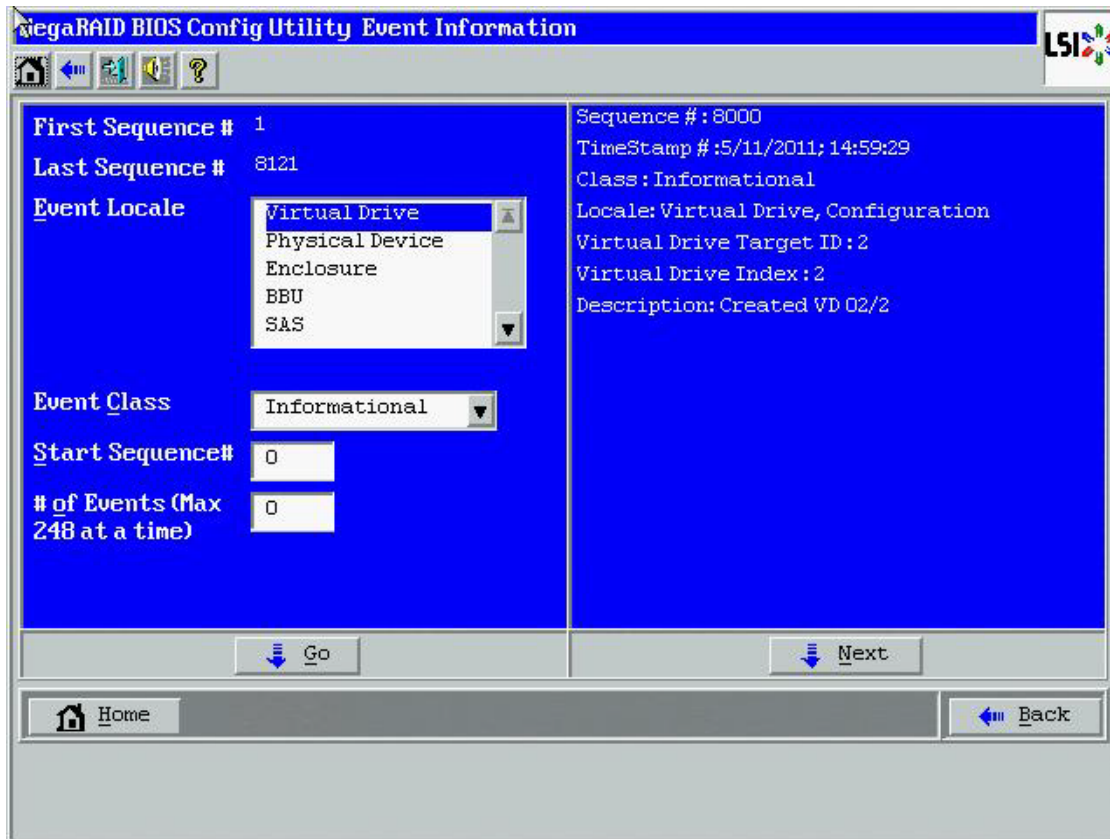 egaRAID BIOS Config Utility Event Information
LSI
First Sequence # 1
Last Sequence # 8121
Event Locale
Virtual Drive
Physical Device
Enclosure
BBU
SAS
Event Class Informational
Start Sequence# 0
# of Events (Max
248 at a time) 0
Go
Sequence #:8000
TimeStamp #:5/11/2011; 14:59:29
Class:Informational
Locale: Virtual Drive, Configuration
Virtual Drive Target ID:2
Virtual Drive Index:2
Description: Created VD 02/2
Next
Home
Back